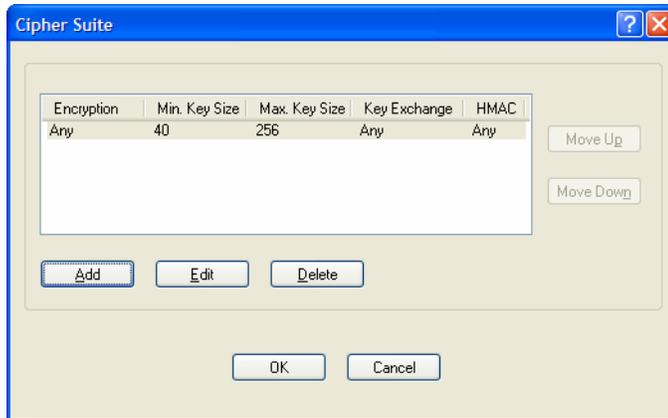 Cipher Suite
Encryption Min. Key Size Max. Key Size Key Exchange HMAC
Any 40 256 Any Any
Move Up
Move Down
Add Edit Delete
OK Cancel